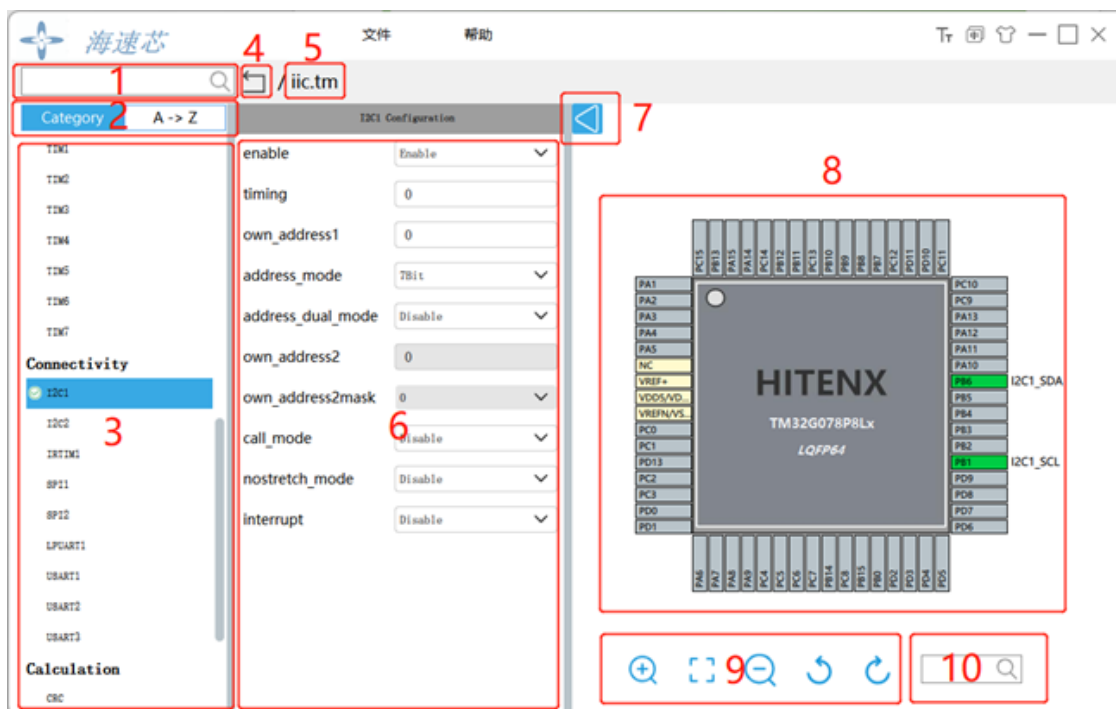 海速芯
文件
帮助
1
4
5
/ iic.tm
7
Category
2
A -> Z
I2C1 Configuration
TIM1
TIM2
TIM3
TIM4
TIM5
TIM6
TIM7
Connectivity
I2C1
I2C2
3
IRTIM1
SPI1
SPI2
LPUART1
USART1
USART2
USART3
Calculation
CRC
enable
Enable
timing
0
own_address1
0
address_mode
7Bit
address_dual_mode
Disable
own_address2
0
own_address2mask
0
6
call_mode
Disable
nostretch_mode
Disable
interrupt
Disable
8
PC15
PB13
PA15
PA14
PC14
PB12
PB11
PC13
PB10
PB9
PB8
PB7
PC12
PD11
PD10
PC11
PA1
PA2
PA3
PA4
PA5
NC
VREF+
VDDS/VD...
VREFN/VS...
PC0
PC1
PD13
PC2
PC3
PD0
PD1
HITENX
TM32G078P8Lx
LQFP64
PC10
PC9
PA13
PA12
PA11
PA10
PB6 I2C1_SDA
PB5
PB4
PB3
PB2
PB1 I2C1_SCL
PD9
PD8
PD7
PD6
PA6
PA7
PA8
PA9
PC4
PC5
PC6
PC7
PB14
PC8
PB15
PB0
PD2
PD3
PD4
PD5
9
10